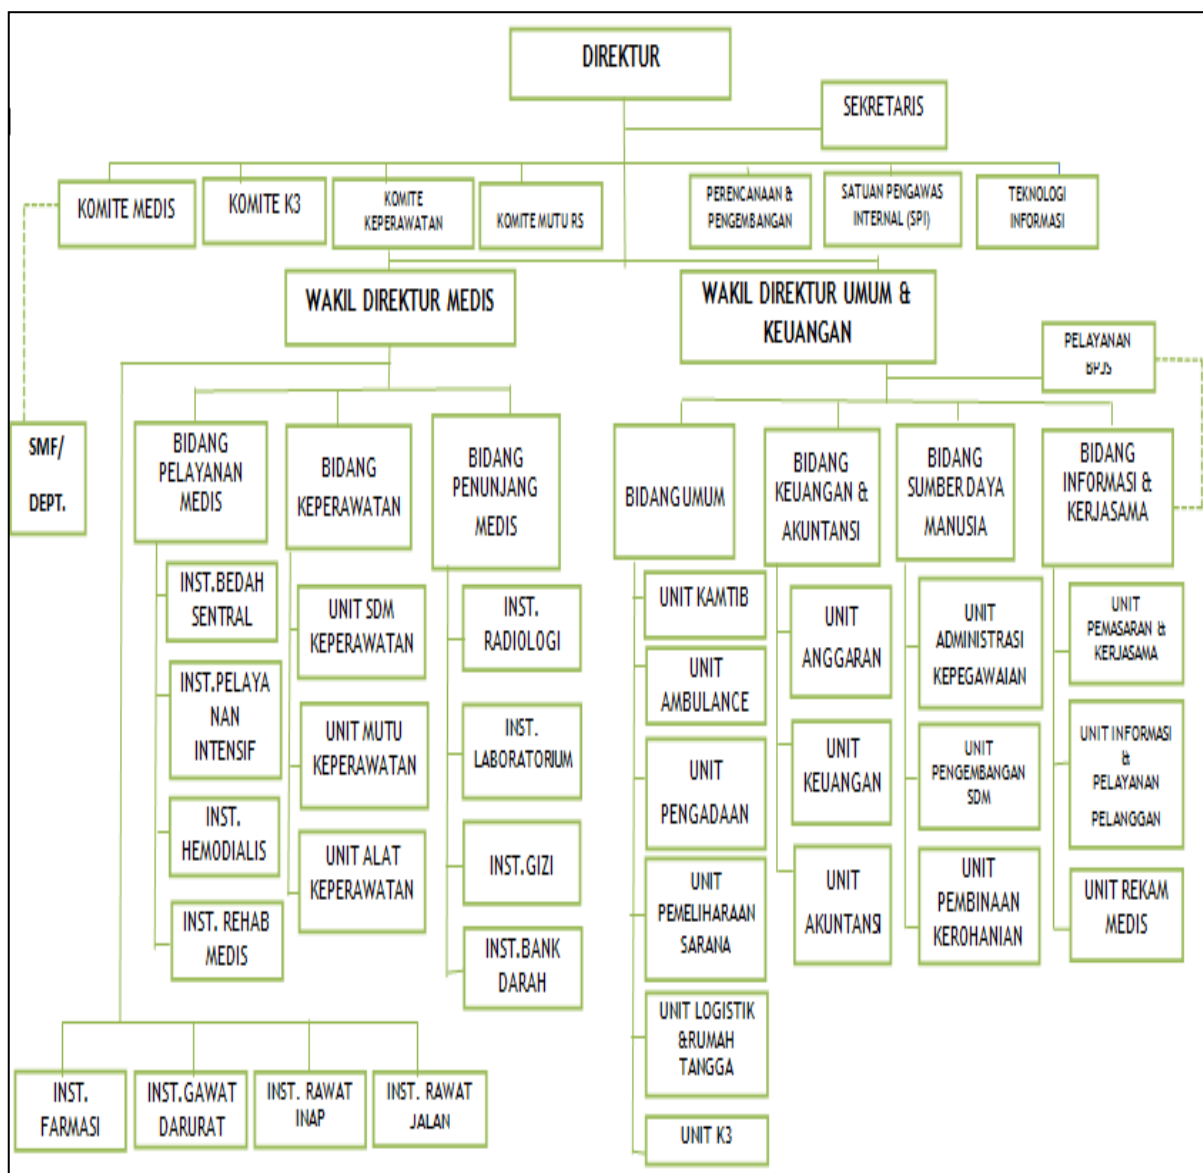 DIREKTUR
SEKRETARIS
KOMITE MEDIS
KOMITE K3
KOMITE
KEPERAWATAN
KOMITE MUTU RS
PERENCANAAN &
PENGEMBANGAN
SATUAN PENGAWAS
INTERNAL (SPI)
TEKNOLOGI
INFORMASI
WAKIL DIREKTUR MEDIS
WAKIL DIREKTUR UMUM &
KEUANGAN
PELAYANAN
BPJS
SMF/
DEPT.
BIDANG
PELAYANAN
MEDIS
BIDANG
KEPERAWATAN
BIDANG
PENUNJANG
MEDIS
BIDANG UMUM
BIDANG
KEUANGAN &
AKUNTANSI
BIDANG
SUMBER DAYA
MANUSIA
BIDANG
INFORMASI &
KERJASAMA
INST.BEDAH
SENTRAL
INST.PELAYA
NAN
INTENSIF
INST.
HEMODIALIS
INST. REHAB
MEDIS
UNIT SDM
KEPERAWATAN
UNIT MUTU
KEPERAWATAN
UNIT ALAT
KEPERAWATAN
INST.
RADIOLOGI
INST.
LABORATORIUM
INST.GIZI
INST.BANK
DARAH
UNIT KAMTIB
UNIT
AMBULANCE
UNIT
PENGADAAN
UNIT
PEMELIHARAAN
SARANA
UNIT LOGISTIK
&RUMAH
TANGGA
UNIT K3
UNIT
ANGGARAN
UNIT
KEUANGAN
UNIT
AKUNTANSI
UNIT
ADMINISTRASI
KEPEGAWAIAN
UNIT
PENGEMBANGAN
SDM
UNIT
PEMBINAAN
KEROHANIAN
UNIT
PEMASARAN &
KERJASAMA
UNIT INFORMASI
&
PELAYANAN
PELANGGAN
UNIT REKAM
MEDIS
INST.
FARMASI
INST.GAWAT
DARURAT
INST. RAWAT
INAP
INST. RAWAT
JALAN